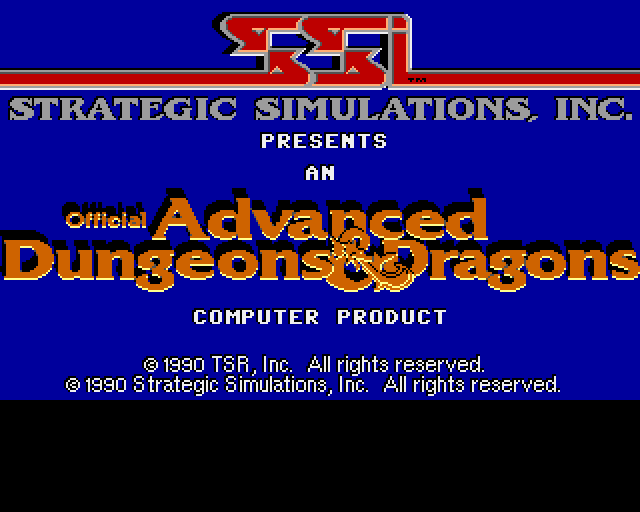 SSI™
STRATEGIC SIMULATIONS, INC.
PRESENTS
AN
Official Advanced
Dungeons & Dragons
COMPUTER PRODUCT
© 1990 TSR, Inc. All rights reserved.
© 1990 Strategic Simulations, Inc. All rights reserved.